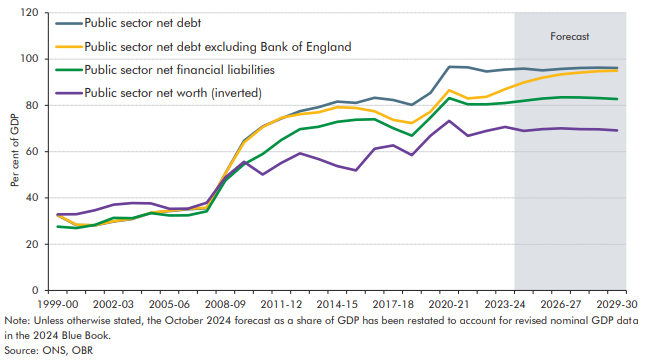 120
100
80
60
40
20
0
Per cent of GDP
Public sector net debt
Public sector net debt excluding Bank of England
Public sector net financial liabilities
Public sector net worth (inverted)
Forecast
1999-00 2002-03 2005-06 2008-09 2011-12 2014-15 2017-18 2020-21 2023-24 2026-27 2029-30
Note: Unless otherwise stated, the October 2024 forecast as a share of GDP has been restated to account for revised nominal GDP data
in the 2024 Blue Book.
Source: ONS, OBR